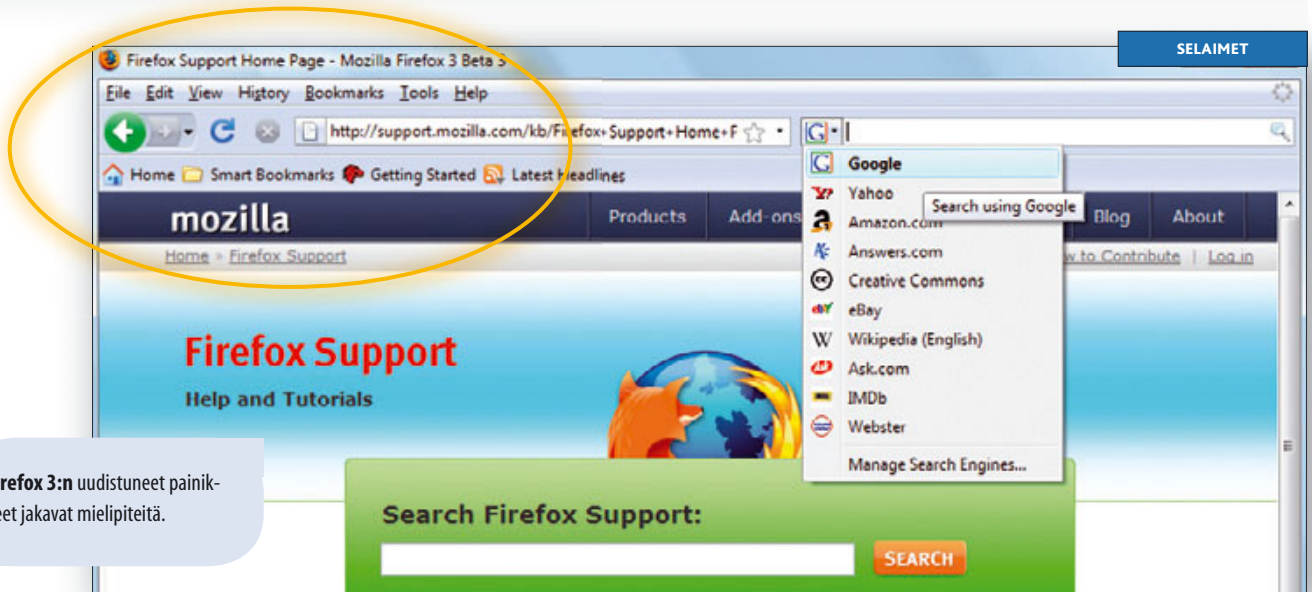 SELAIMET
Firefox Support Home Page - Mozilla Firefox 3 Beta 3
File Edit View History Bookmarks Tools Help
http://support.mozilla.com/kb/Firefox+Support+Home+F
Home Smart Bookmarks Getting Started Latest Headlines
Google
Yahoo
Search using Google
Amazon.com
Answers.com
Creative Commons
eBay
Wikipedia (English)
Ask.com
IMDb
Webster
Manage Search Engines...
mozilla Products Add-ons Blog About
Home » Firefox Support
w to Contribute | Log in
Firefox Support
Help and Tutorials
refox 3:n uudistuneet painik-
eet jakavat mielipiteitä.
Search Firefox Support:
SEARCH